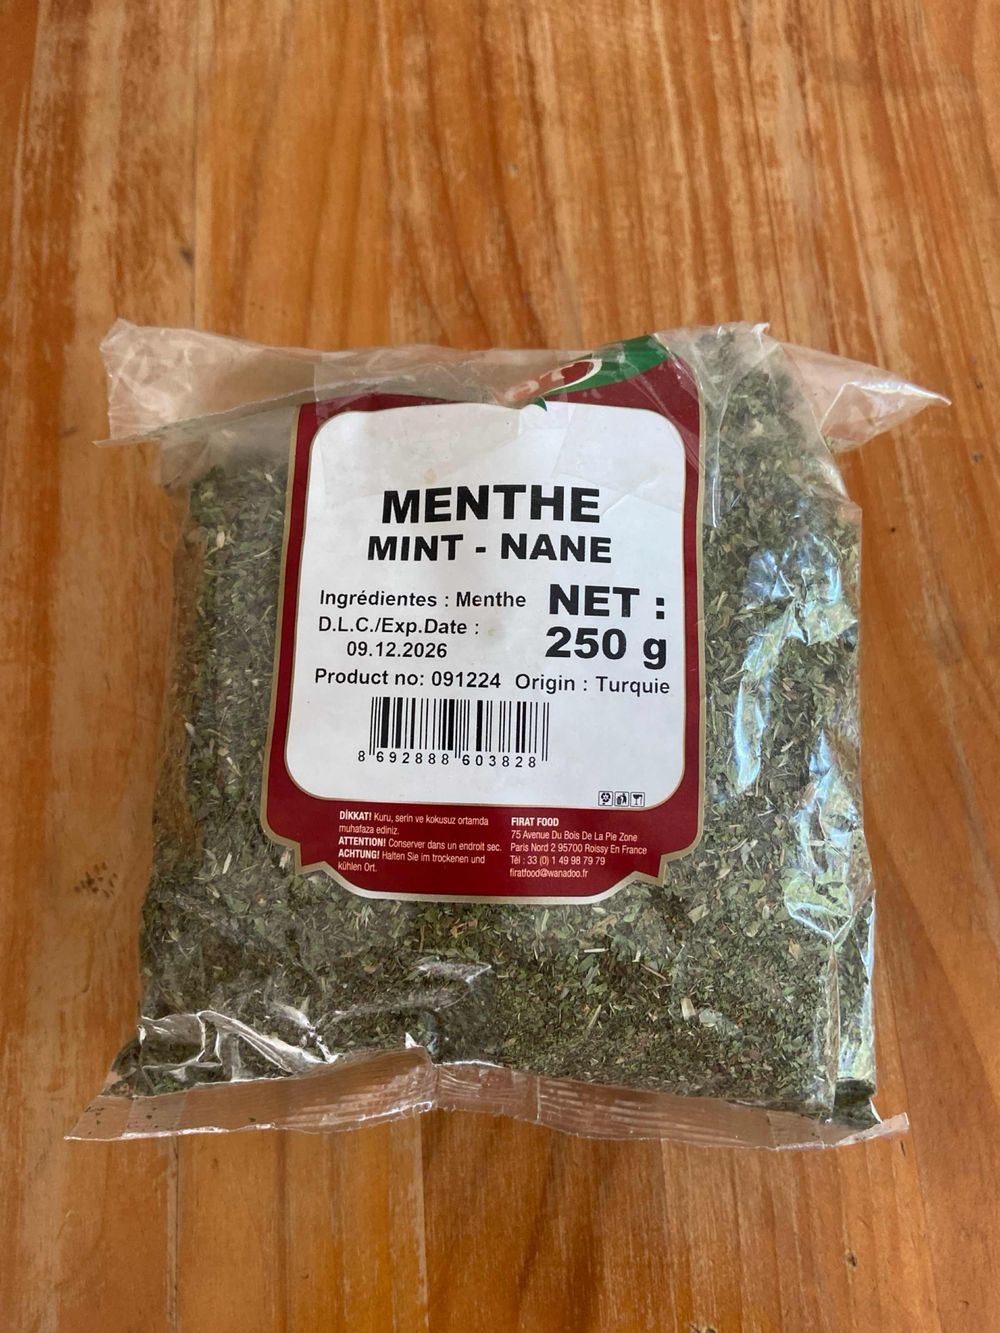 MENTHE
MINT - NANE
Ingrédientes : Menthe
NET :
250 g
D.L.C./Exp.Date :
09.12.2026
Product no: 091224 Origin : Turquie
8 692888 603828
DİKKAT! Kuru, serin ve kokusuz ortamda
muhafaza ediniz.
ATTENTION! Conserver dans un endroit sec.
ACHTUNG! Halten Sie im trockenen und
kühlen Ort.
FIRAT FOOD
75 Avenue Du Bois De La Pie Zone
Paris Nord 2 95700 Roissy En France
Tél : 33 (0) 1 49 98 79 79
firatfood@wanadoo.fr